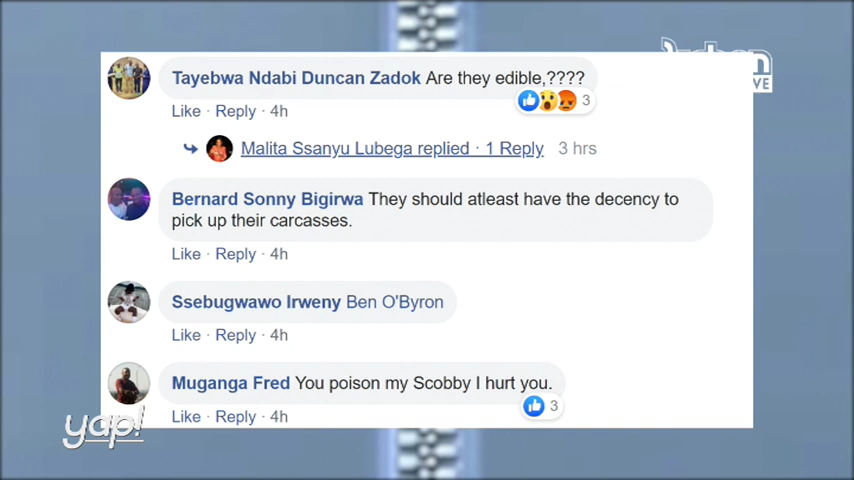 Tayebwa Ndabi Duncan Zadok Are they edible,????
3
Like · Reply · 4h
Malita Ssanyu Lubega replied · 1 Reply 3 hrs
Bernard Sonny Bigirwa They should atleast have the decency to
pick up their carcasses.
Like · Reply · 4h
Ssebugwawo Irweny Ben O'Byron
Like · Reply · 4h
Muganga Fred You poison my Scobby I hurt you.
3
Like · Reply · 4h
yap!